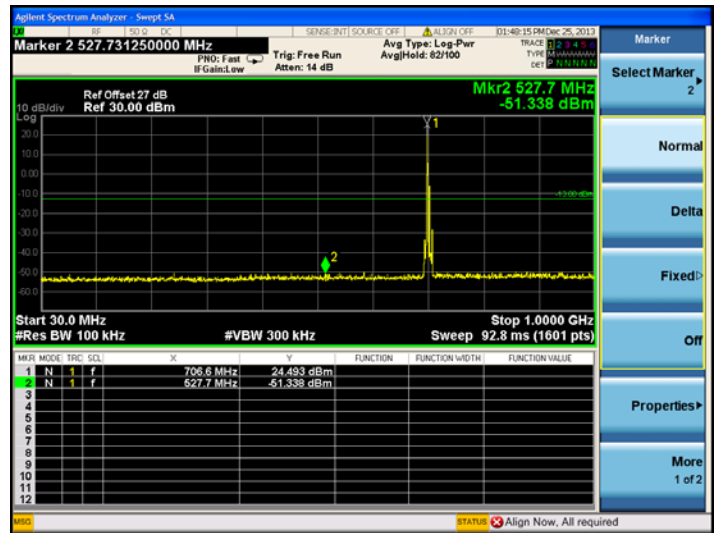 Agilent Spectrum Analyzer - Swept SA
RF 50 Ω DC SENSE:INT SOURCE OFF ALIGN OFF 01:48:15 PM Dec 25, 2013
Marker 2 527.731250000 MHz
PNO: Fast
IFGain:Low
Trig: Free Run
Atten: 14 dB
Avg Type: Log-Pwr
Avg|Hold: 82/100
TRACE 1 2 3 4 5 6
TYPE M
DET P N N N N N
Ref Offset 27 dB
Ref 30.00 dBm
10 dB/div
Log
Mkr2 527.7 MHz
-51.338 dBm
20.0
10.0
0.00
-10.0
-20.0
-30.0
-40.0
-50.0
-60.0
1
2
-13.00 dBm
Start 30.0 MHz
#Res BW 100 kHz
#VBW 300 kHz
Stop 1.0000 GHz
Sweep 92.8 ms (1601 pts)
MKR MODE TRC SCL X Y FUNCTION FUNCTION WIDTH FUNCTION VALUE
1 N 1 f 706.6 MHz 24.493 dBm
2 N 1 f 527.7 MHz -51.338 dBm
3
4
5
6
7
8
9
10
11
12
MSG
STATUS Align Now, All required
Marker
Select Marker
2
Normal
Delta
Fixed
Off
Properties
More
1 of 2